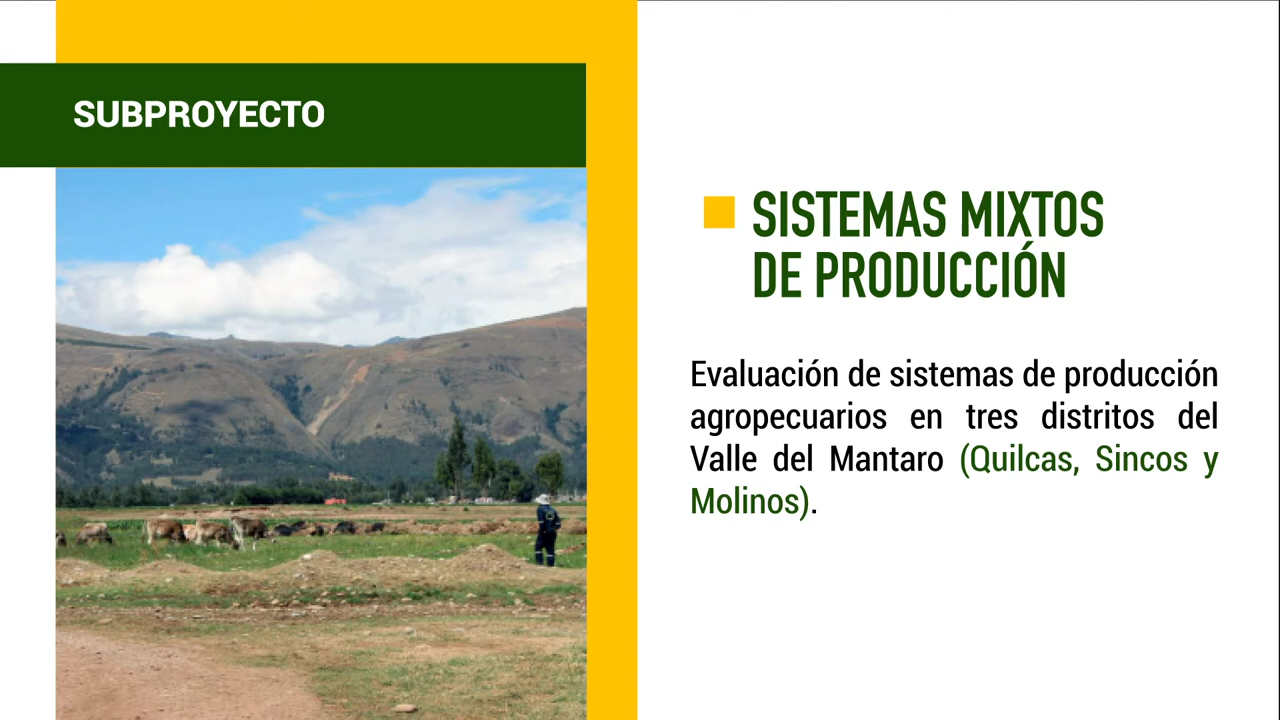 SUBPROYECTO
SISTEMAS MIXTOS
DE PRODUCCIÓN
Evaluación de sistemas de producción
agropecuarios en tres distritos del
Valle del Mantaro (Quilcas, Sincos y
Molinos).